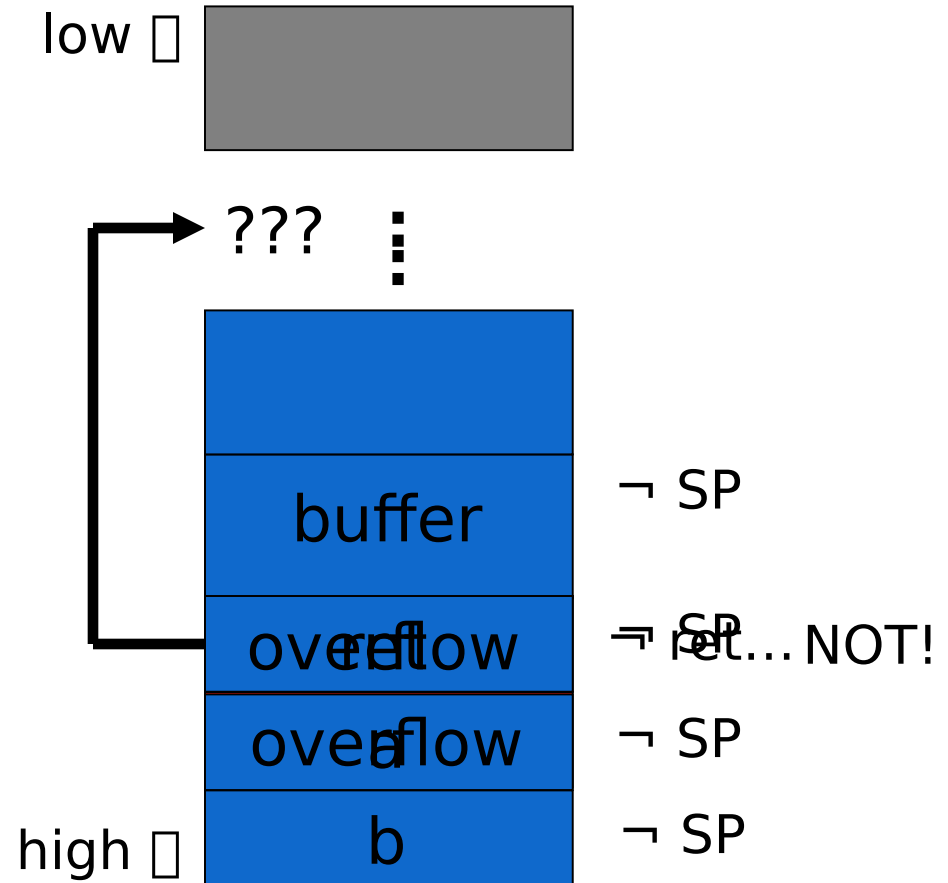 low 
???
buffer
¬ SP
overflow
ret
¬ SP
¬ ret… NOT!
overflow
a
¬ SP
b
¬ SP
high